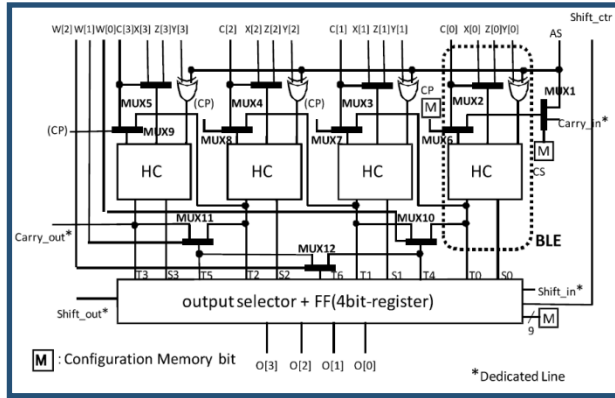 Shift_ctr
W[2] W[1] W[0] C[3] X[3] Z[3] Y[3] C[2] X[2] Z[2] Y[2] C[1] X[1] Z[1] Y[1] C[0] X[0] Z[0] Y[0] AS
MUX5 (CP) MUX4 (CP) MUX3 CP M MUX2 MUX1
(CP) MUX9 MUX8 MUX7 MUX6 Carry_in*
M
CS
HC HC HC HC
MUX11 MUX10 BLE
Carry_out*
MUX12
T3 S3 T5 T2 S2 T6 T1 S1 T4 T0 S0
output selector + FF(4bit-register)
Shift_in*
Shift_out*
9 M
M : Configuration Memory bit
O[3] O[2] O[1] O[0]
*Dedicated Line